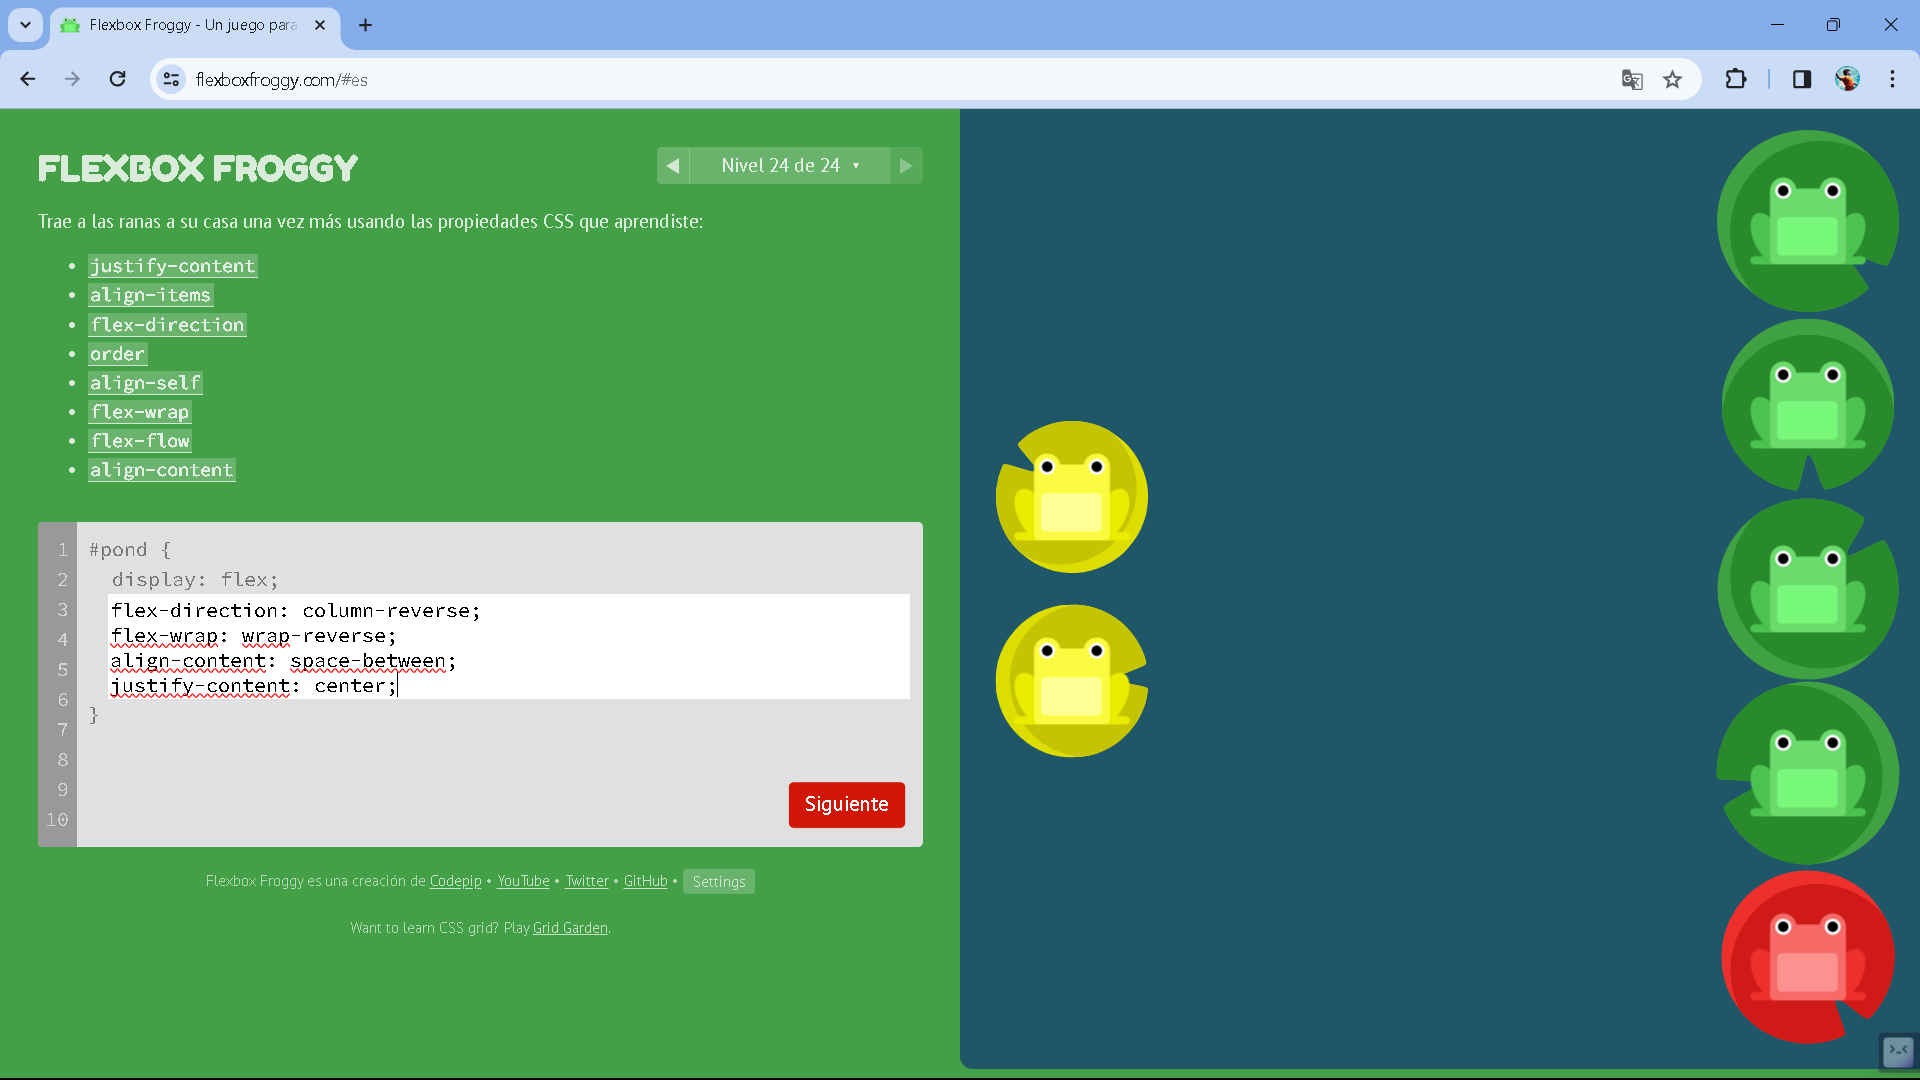 Flexbox Froggy - Un juego para
flexboxfroggy.com/#es
FLEXBOX FROGGY
Nivel 24 de 24
Trae a las ranas a su casa una vez más usando las propiedades CSS que aprendiste:
justify-content
align-items
flex-direction
order
align-self
flex-wrap
flex-flow
align-content
1 #pond {
2 display: flex;
3 flex-direction: column-reverse;
4 flex-wrap: wrap-reverse;
5 align-content: space-between;
6 justify-content: center;
7 }
8
9
10
Siguiente
Flexbox Froggy es una creación de Codepip • YouTube • Twitter • GitHub • Settings
Want to learn CSS grid? Play Grid Garden.